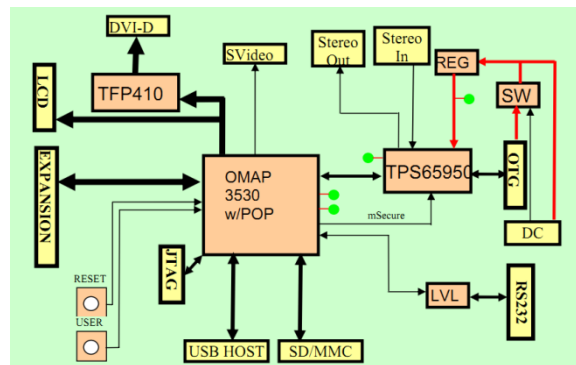 DVI-D
SVideo
Stereo
Out
Stereo
In
REG
SW
LCD
TFP410
EXPANSION
OMAP
3530
w/POP
TPS65950
OTG
mSecure
DC
JTAG
RESET
USER
LVL
RS232
USB HOST
SD/MMC